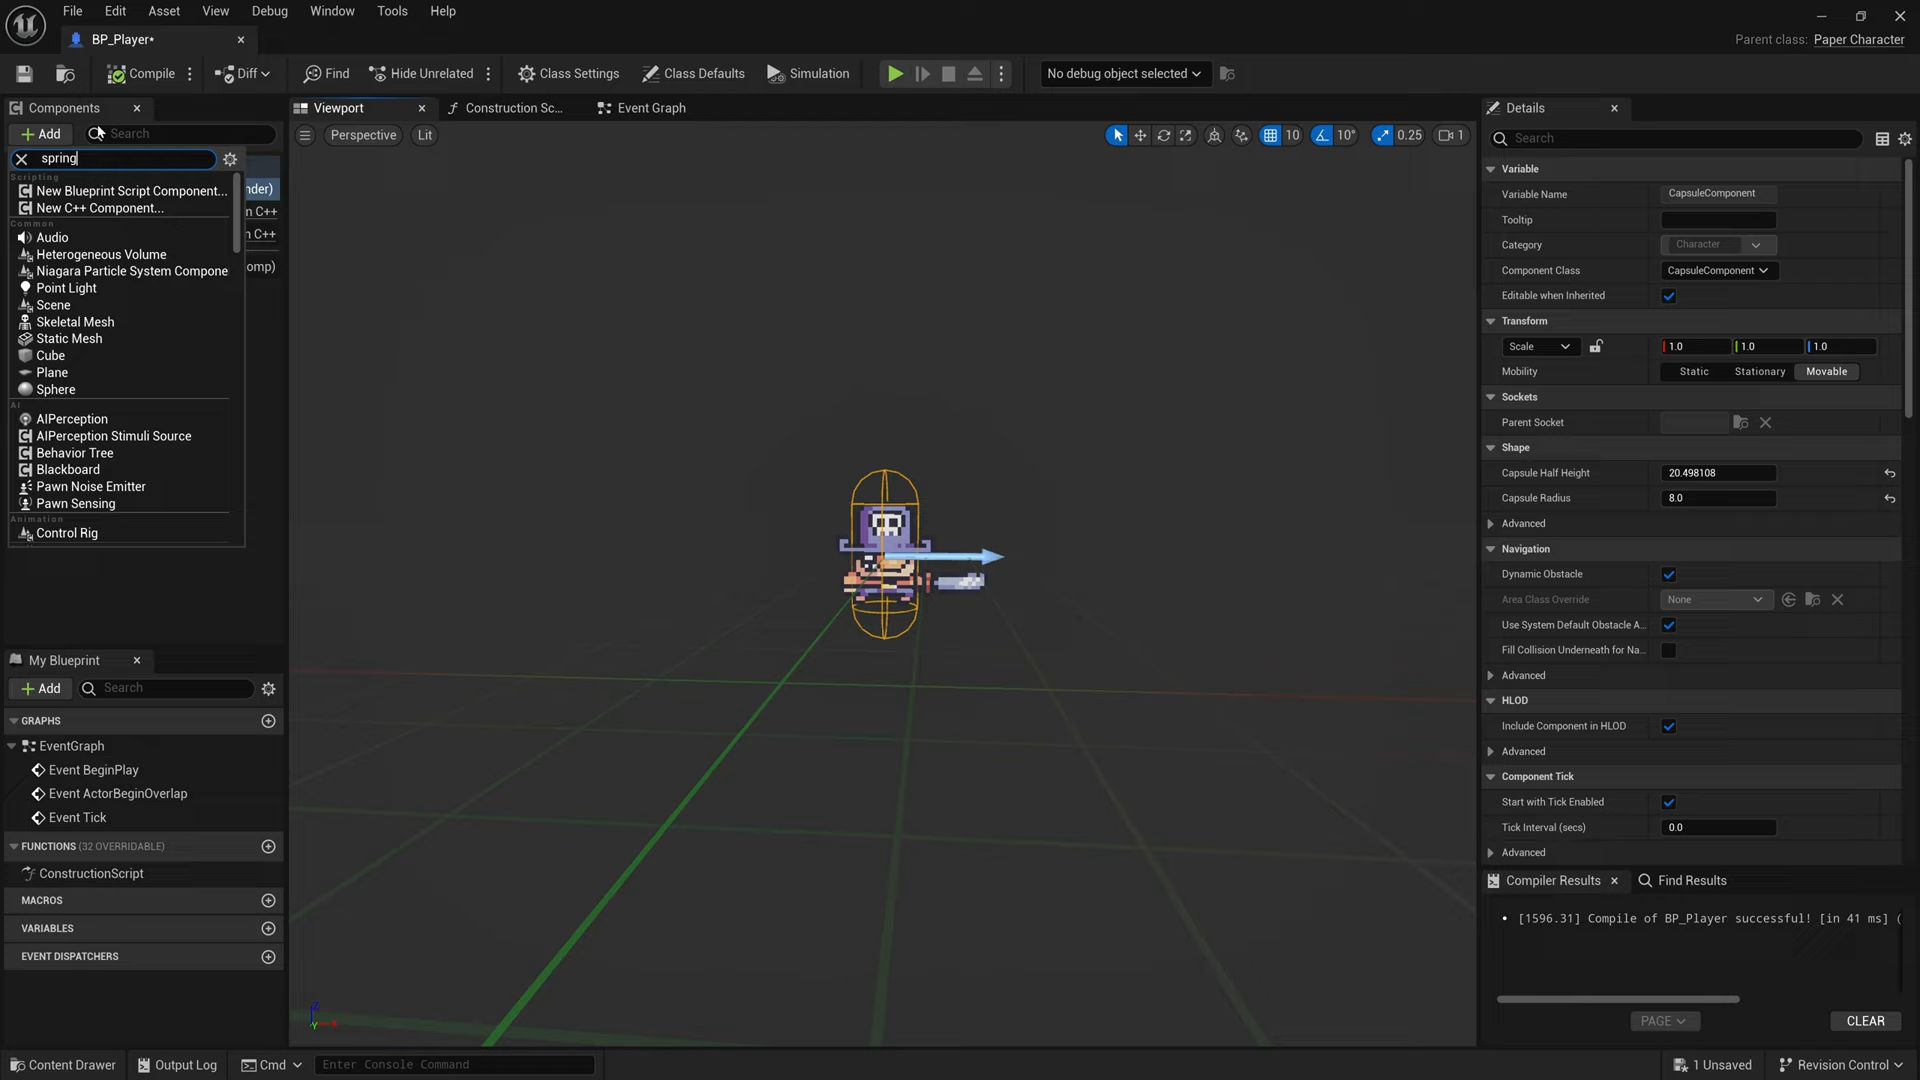 File Edit Asset View Debug Window Tools Help
BP_Player*
Parent class: Paper Character
Compile Diff Find Hide Unrelated Class Settings Class Defaults Simulation No debug object selected
Components Viewport Construction Sc... Event Graph Details
Add Search Perspective Lit 10 10° 0.25 1 Search
spring
Scripting
New Blueprint Script Component...
New C++ Component...
Common
Audio
Heterogeneous Volume
Niagara Particle System Compone
Point Light
Scene
Skeletal Mesh
Static Mesh
Cube
Plane
Sphere
AI
AIPerception
AIPerception Stimuli Source
Behavior Tree
Blackboard
Pawn Noise Emitter
Pawn Sensing
Animation
Control Rig
nder)
n C++
n C++
omp)
My Blueprint
Add Search
GRAPHS
EventGraph
Event BeginPlay
Event ActorBeginOverlap
Event Tick
FUNCTIONS (32 OVERRIDABLE)
ConstructionScript
MACROS
VARIABLES
EVENT DISPATCHERS
Z
Y X
Variable
Variable Name CapsuleComponent
Tooltip
Category Character
Component Class CapsuleComponent
Editable when Inherited
Transform
Scale 1.0 1.0 1.0
Mobility Static Stationary Movable
Sockets
Parent Socket
Shape
Capsule Half Height 20.498108
Capsule Radius 8.0
Advanced
Navigation
Dynamic Obstacle
Area Class Override None
Use System Default Obstacle A...
Fill Collision Underneath for Na...
Advanced
HLOD
Include Component in HLOD
Advanced
Component Tick
Start with Tick Enabled
Tick Interval (secs) 0.0
Advanced
Compiler Results Find Results
• [1596.31] Compile of BP_Player successful! [in 41 ms] (
PAGE CLEAR
Content Drawer Output Log Cmd Enter Console Command 1 Unsaved Revision Control